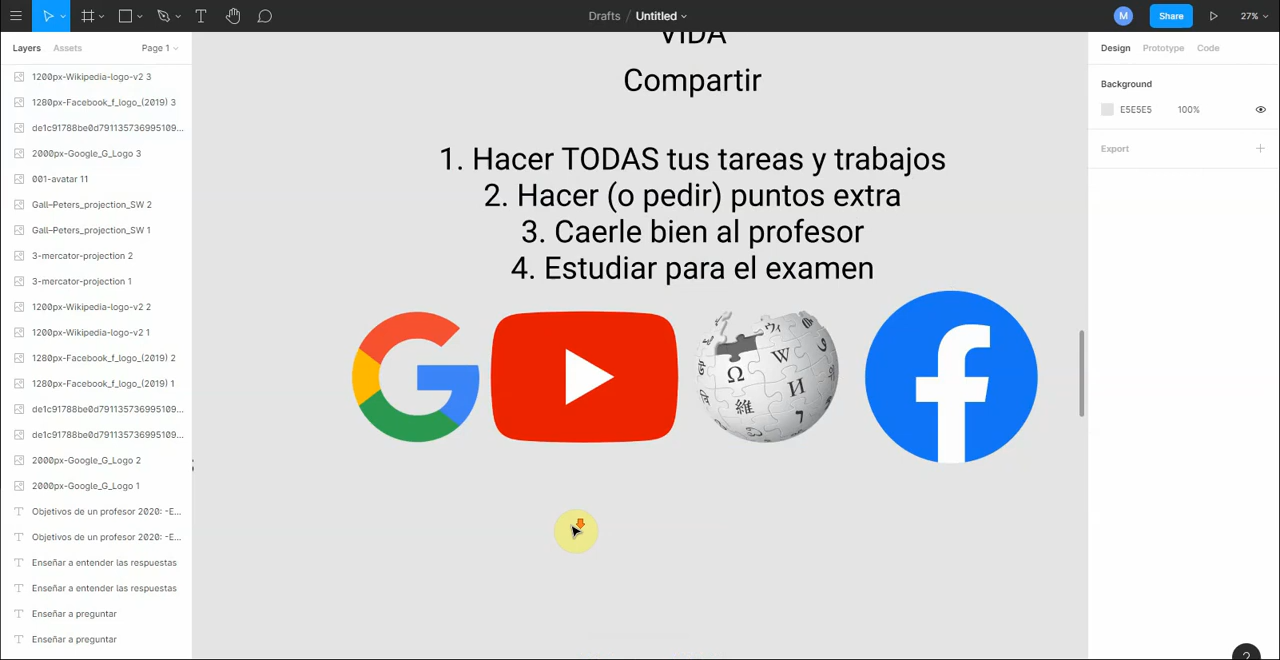 Drafts / Untitled
M
Share
27%
Layers
Assets
Page 1
1200px-Wikipedia-logo-v2 3
1280px-Facebook_f_logo_(2019) 3
de1c91788be0d791135736995109...
2000px-Google_G_Logo 3
001-avatar 11
Gall–Peters_projection_SW 2
Gall–Peters_projection_SW 1
3-mercator-projection 2
3-mercator-projection 1
1200px-Wikipedia-logo-v2 2
1200px-Wikipedia-logo-v2 1
1280px-Facebook_f_logo_(2019) 2
1280px-Facebook_f_logo_(2019) 1
de1c91788be0d791135736995109...
de1c91788be0d791135736995109...
2000px-Google_G_Logo 2
2000px-Google_G_Logo 1
Objetivos de un profesor 2020: -E...
Objetivos de un profesor 2020: -E...
Enseñar a entender las respuestas
Enseñar a entender las respuestas
Enseñar a preguntar
Enseñar a preguntar
VIDA
Compartir
1. Hacer TODAS tus tareas y trabajos
2. Hacer (o pedir) puntos extra
3. Caerle bien al profesor
4. Estudiar para el examen
W
Ω
И
維
7
Design
Prototype
Code
Background
E5E5E5
100%
Export
?